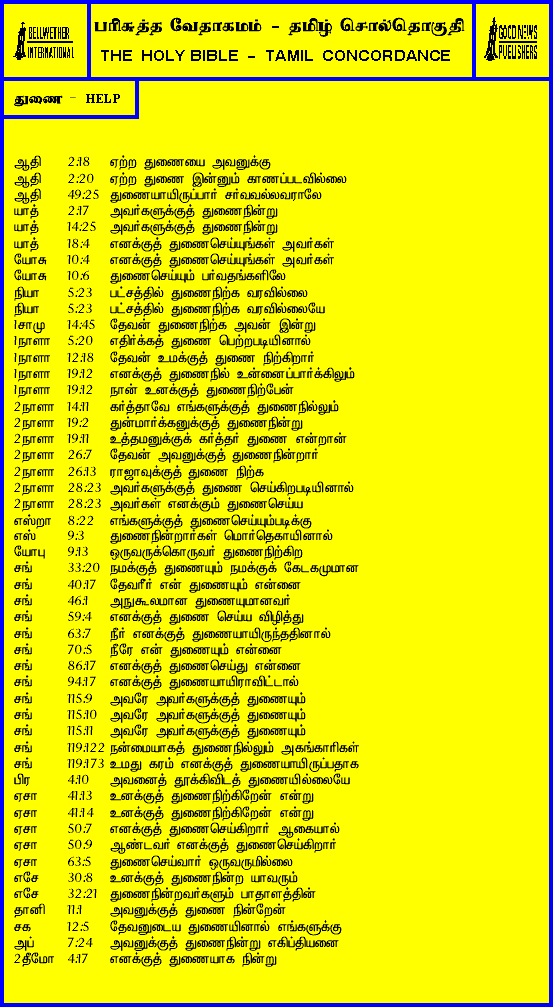 BELLWETHER
INTERNATIONAL
பரிசுத்த வேதாகமம் - தமிழ் சொல்தொகுதி
THE HOLY BIBLE - TAMIL CONCORDANCE
GOOD NEWS
PUBLISHERS
துணை - HELP
ஆதி 2:18 ஏற்ற துணையை அவனுக்கு
ஆதி 2:20 ஏற்ற துணை இன்னும் காணப்படவில்லை
ஆதி 49:25 துணையாயிருப்பார் சர்வவல்லவராலே
யாத் 2:17 அவர்களுக்குத் துணைநின்று
யாத் 14:25 அவர்களுக்குத் துணைநின்று
யாத் 18:4 எனக்குத் துணைசெய்யுங்கள் அவர்கள்
யோசு 10:4 எனக்குத் துணைசெய்யுங்கள் அவர்கள்
யோசு 10:6 துணைசெய்யும் பர்வதங்களிலே
நியா 5:23 பட்சத்தில் துணைநிற்க வரவில்லை
நியா 5:23 பட்சத்தில் துணைநிற்க வரவில்லையே
1சாமு 14:45 தேவன் துணைநிற்க அவன் இன்று
1நாளா 5:20 எதிர்க்கத் துணை பெற்றபடியினால்
1நாளா 12:18 தேவன் உமக்குத் துணை நிற்கிறார்
1நாளா 19:12 எனக்குத் துணைநில் உன்னைப்பார்க்கிலும்
1நாளா 19:12 நான் உனக்குத் துணைநிற்பேன்
2நாளா 14:11 கர்த்தாவே எங்களுக்குத் துணைநில்லும்
2நாளா 19:2 துன்மார்க்கனுக்குத் துணைநின்று
2நாளா 19:11 உத்தமனுக்குக் கர்த்தர் துணை என்றான்
2நாளா 26:7 தேவன் அவனுக்குத் துணைநின்றார்
2நாளா 26:13 ராஜாவுக்குத் துணை நிற்க
2நாளா 28:23 அவர்களுக்குத் துணை செய்கிறபடியினால்
2நாளா 28:23 அவர்கள் எனக்கும் துணைசெய்ய
எஸ்றா 8:22 எங்களுக்குத் துணைசெய்யும்படிக்கு
எஸ் 9:3 துணைநின்றார்கள் மொர்தெகாயினால்
யோபு 9:13 ஒருவருக்கொருவர் துணைநிற்கிற
சங் 33:20 நமக்குத் துணையும் நமக்குக் கேடகமுமான
சங் 40:17 தேவரீர் என் துணையும் என்னை
சங் 46:1 அநுகூலமான துணையுமானவர்
சங் 59:4 எனக்குத் துணை செய்ய விழித்து
சங் 63:7 நீர் எனக்குத் துணையாயிருந்ததினால்
சங் 70:5 நீரே என் துணையும் என்னை
சங் 86:17 எனக்குத் துணைசெய்து என்னை
சங் 94:17 எனக்குத் துணையாயிராவிட்டால்
சங் 115:9 அவரே அவர்களுக்குத் துணையும்
சங் 115:10 அவரே அவர்களுக்குத் துணையும்
சங் 115:11 அவரே அவர்களுக்குத் துணையும்
சங் 119:122 நன்மையாகத் துணைநில்லும் அகங்காரிகள்
சங் 119:173 உமது கரம் எனக்குத் துணையாயிருப்பதாக
பிர 4:10 அவனைத் தூக்கிவிடத் துணையில்லையே
ஏசா 41:13 உனக்குத் துணைநிற்கிறேன் என்று
ஏசா 41:14 உனக்குத் துணைநிற்கிறேன் என்று
ஏசா 50:7 எனக்குத் துணைசெய்கிறார் ஆகையால்
ஏசா 50:9 ஆண்டவர் எனக்குத் துணைசெய்கிறார்
ஏசா 63:5 துணைசெய்வார் ஒருவருமில்லை
எசே 30:8 உனக்குத் துணைநின்ற யாவரும்
எசே 32:21 துணைநின்றவர்களும் பாதாளத்தின்
தானி 11:1 அவனுக்குத் துணை நின்றேன்
சக 12:5 தேவனுடைய துணையினால் எங்களுக்கு
அப் 7:24 அவனுக்குத் துணைநின்று எகிப்தியனை
2தீமோ 4:17 எனக்குத் துணையாக நின்று